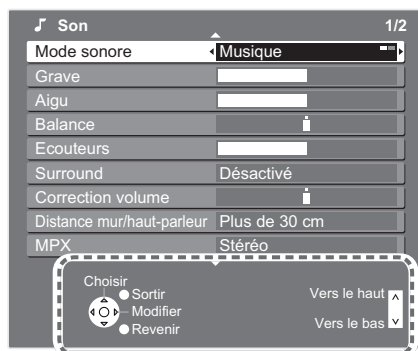 Son 1/2
Mode sonore Musique
Grave
Aigu
Balance
Ecouteurs
Surround Désactivé
Correction volume
Distance mur/haut-parleur Plus de 30 cm
MPX Stéréo
Choisir
Sortir
Modifier
Revenir
Vers le haut
Vers le bas